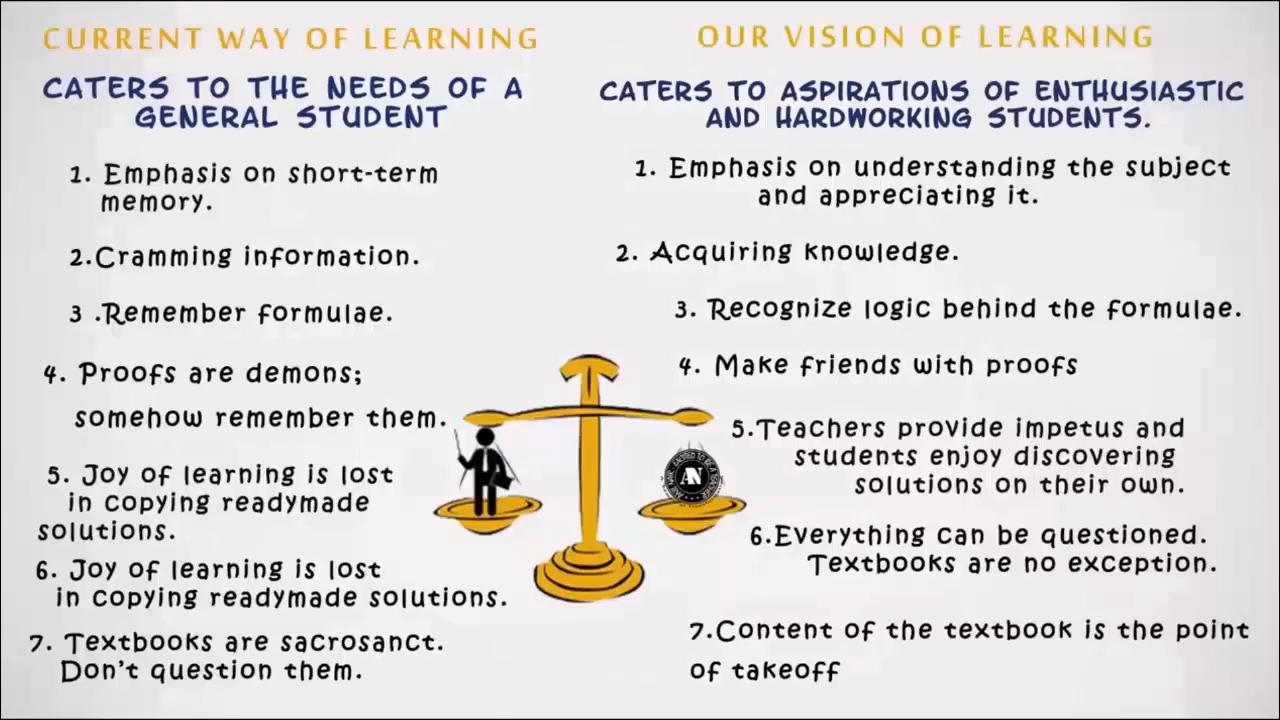 CURRENT WAY OF LEARNING
CATERS TO THE NEEDS OF A
GENERAL STUDENT
1. Emphasis on short-term
memory.
2.Cramming information.
3 .Remember formulae.
4. Proofs are demons;
somehow remember them.
5. Joy of learning is lost
in copying readymade
solutions.
6. Joy of learning is lost
in copying readymade solutions.
7. Textbooks are sacrosanct.
Don't question them.
OUR VISION OF LEARNING
CATERS TO ASPIRATIONS OF ENTHUSIASTIC
AND HARDWORKING STUDENTS.
1. Emphasis on understanding the subject
and appreciating it.
2. Acquiring knowledge.
3. Recognize logic behind the formulae.
4. Make friends with proofs
5.Teachers provide impetus and
students enjoy discovering
solutions on their own.
6.Everything can be questioned.
Textbooks are no exception.
7.Content of the textbook is the point
of takeoff
AN